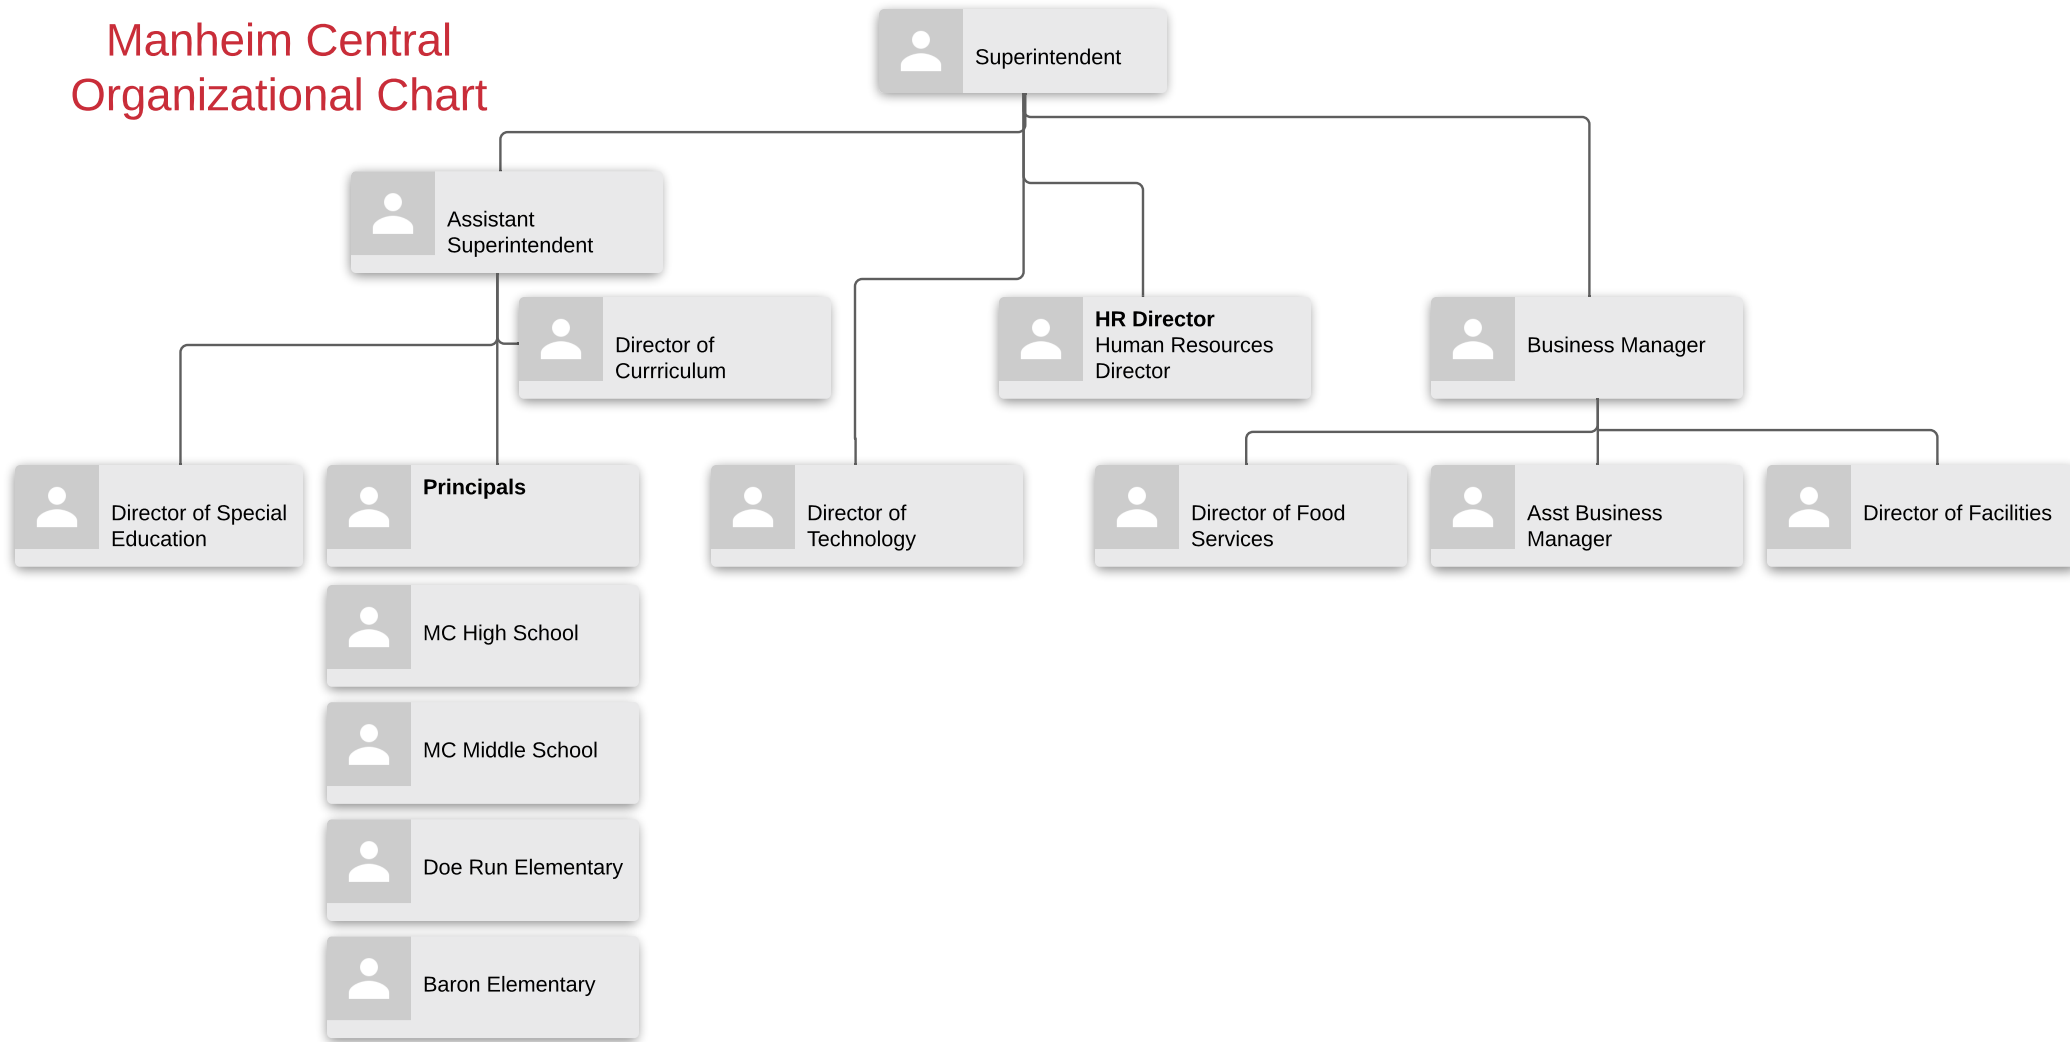 Manheim Central
Organizational Chart
Superintendent
Assistant
Superintendent
Director of
Currriculum
HR Director
Human Resources
Director
Business Manager
Director of Special
Education
Principals
Director of
Technology
Director of Food
Services
Asst Business
Manager
Director of Facilities
MC High School
MC Middle School
Doe Run Elementary
Baron Elementary